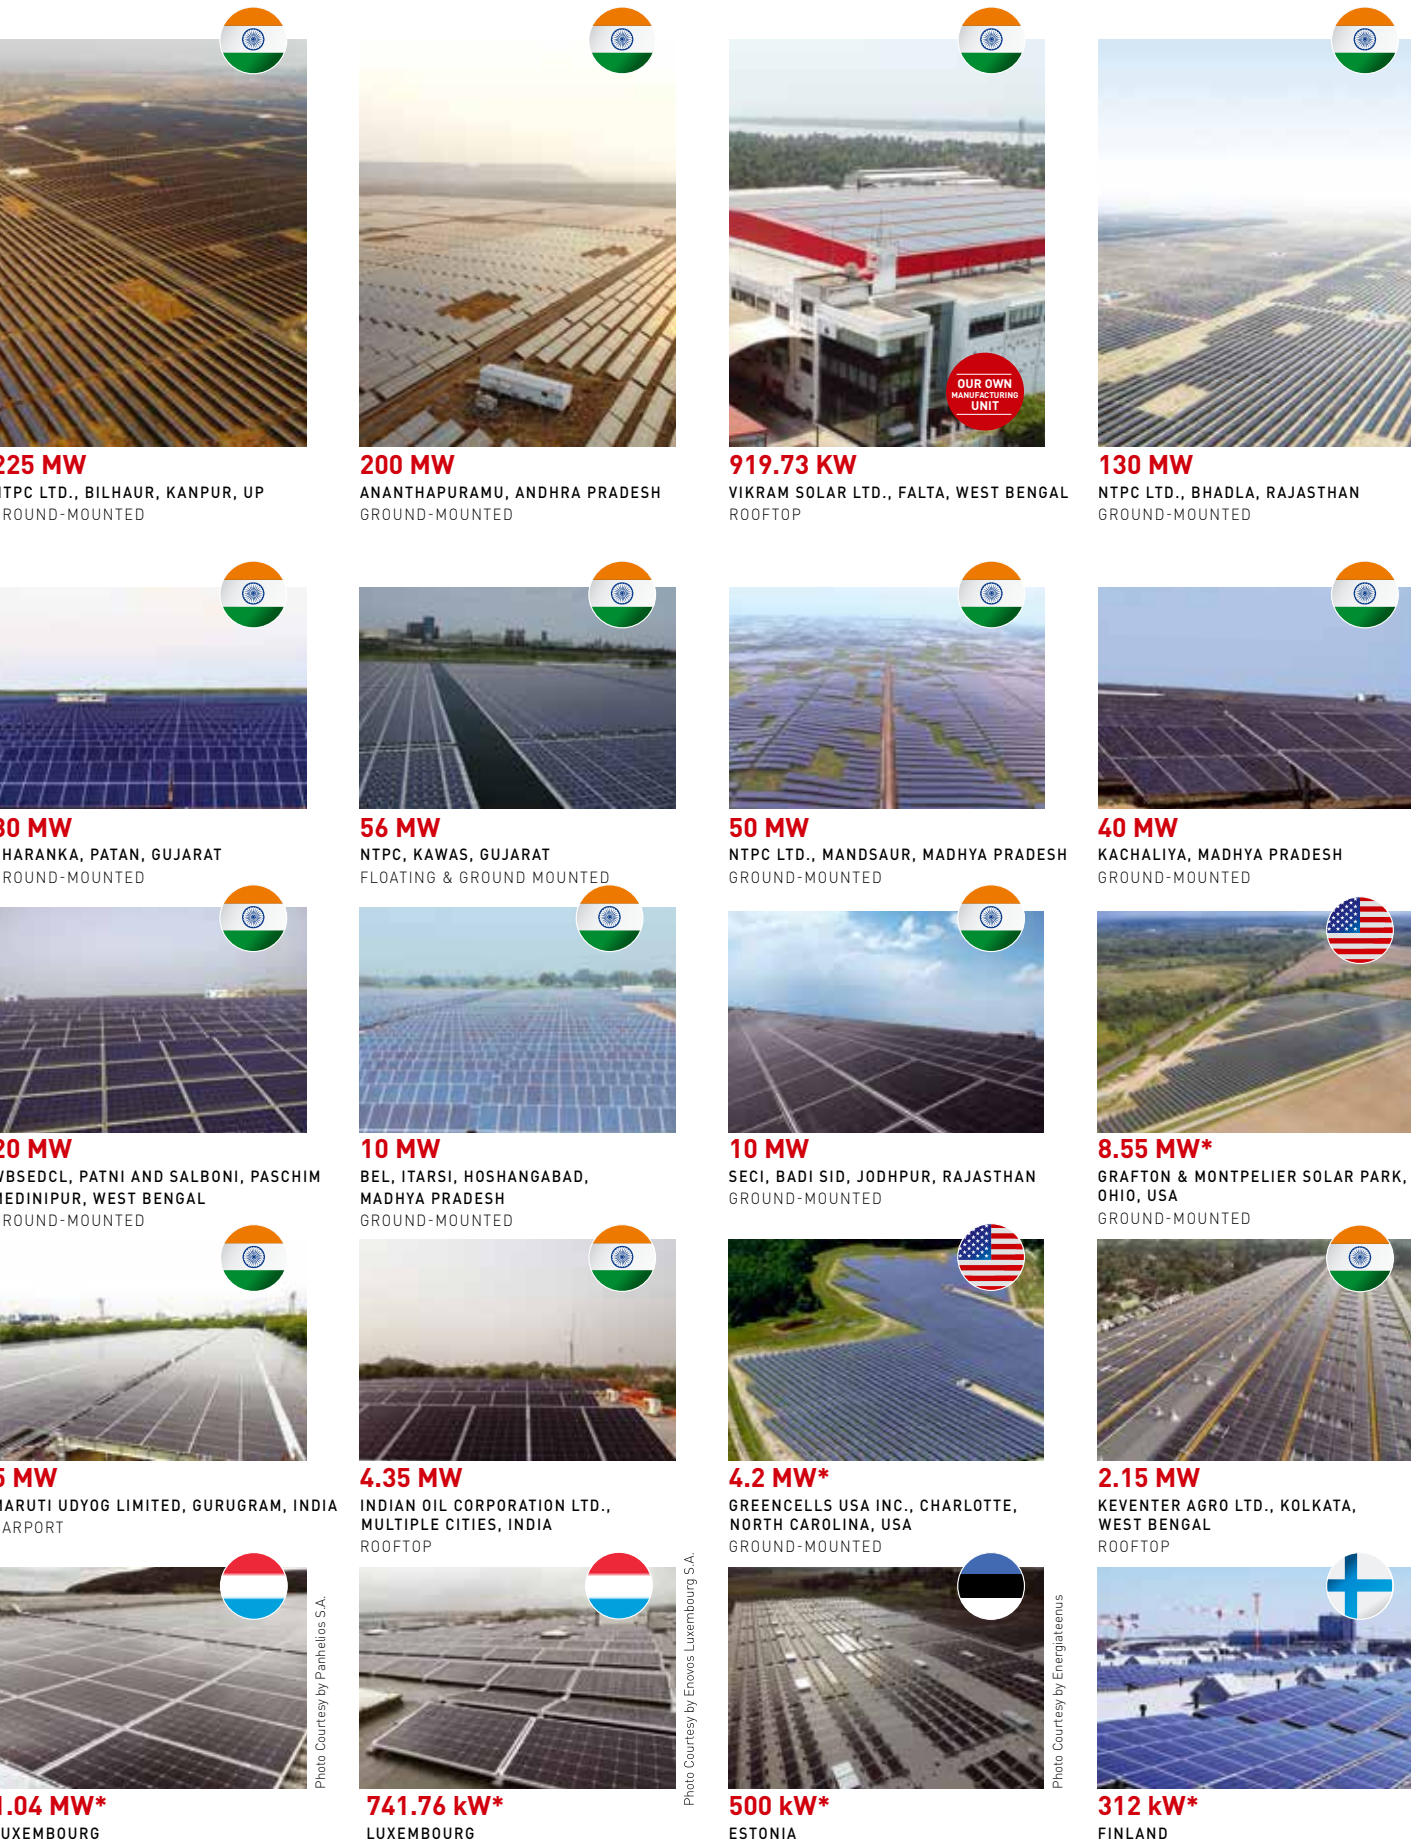 225 MW
NTPC LTD., BILHAUR, KANPUR, UP
ROUND-MOUNTED
200 MW
ANANTHAPURAMU, ANDHRA PRADESH
GROUND-MOUNTED
OUR OWN
MANUFACTURING
UNIT
919.73 KW
VIKRAM SOLAR LTD., FALTA, WEST BENGAL
ROOFTOP
130 MW
NTPC LTD., BHADLA, RAJASTHAN
GROUND-MOUNTED
0 MW
HARANKA, PATAN, GUJARAT
ROUND-MOUNTED
56 MW
NTPC, KAWAS, GUJARAT
FLOATING & GROUND MOUNTED
50 MW
NTPC LTD., MANDSAUR, MADHYA PRADESH
GROUND-MOUNTED
40 MW
KACHALIYA, MADHYA PRADESH
GROUND-MOUNTED
20 MW
WBSEDCL, PATNI AND SALBONI, PASCHIM
MEDINIPUR, WEST BENGAL
ROUND-MOUNTED
10 MW
BEL, ITARSI, HOSHANGABAD,
MADHYA PRADESH
GROUND-MOUNTED
10 MW
SECI, BADI SID, JODHPUR, RAJASTHAN
GROUND-MOUNTED
8.55 MW*
GRAFTON & MONTPELIER SOLAR PARK,
OHIO, USA
GROUND-MOUNTED
5 MW
MARUTI UDYOG LIMITED, GURUGRAM, INDIA
ARPORT
4.35 MW
INDIAN OIL CORPORATION LTD.,
MULTIPLE CITIES, INDIA
ROOFTOP
4.2 MW*
GREENCELLS USA INC., CHARLOTTE,
NORTH CAROLINA, USA
GROUND-MOUNTED
2.15 MW
KEVENTER AGRO LTD., KOLKATA,
WEST BENGAL
ROOFTOP
Photo Courtesy by Panhelios S.A.
1.04 MW*
UXEMBOURG
Photo Courtesy by Enovos Luxembourg S.A.
741.76 kW*
LUXEMBOURG
Photo Courtesy by Energiateenus
500 kW*
ESTONIA
312 kW*
FINLAND